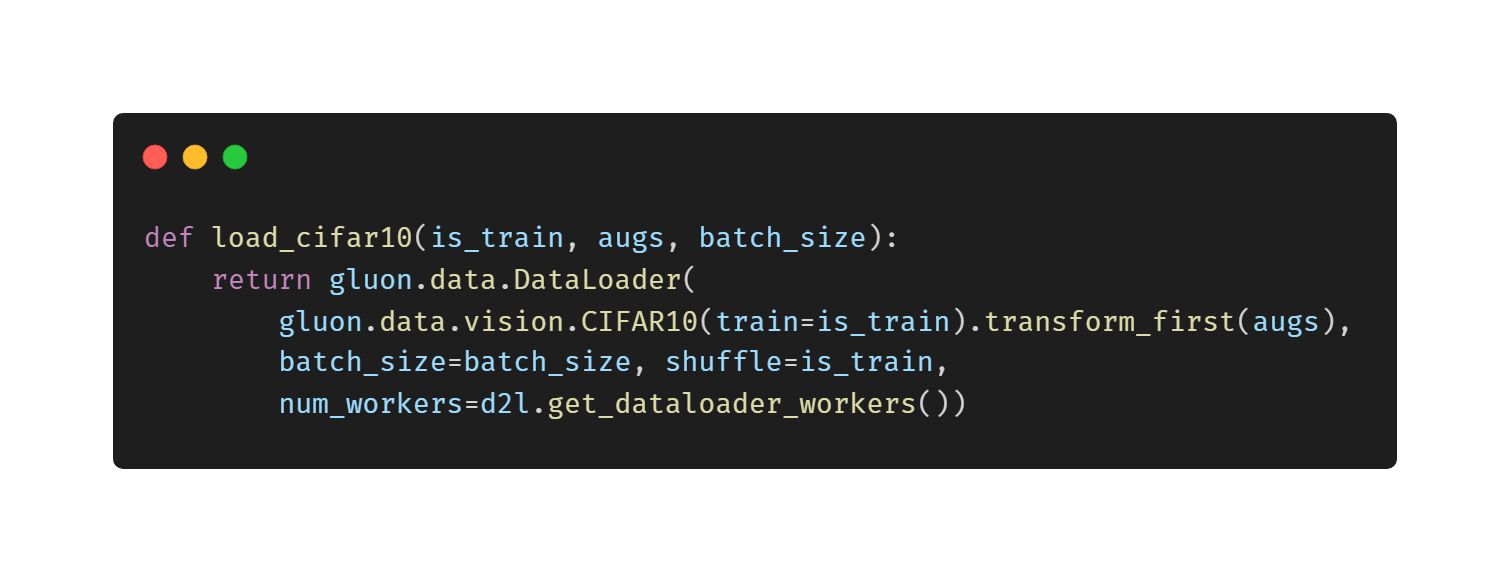 def load_cifar10(is_train, augs, batch_size):
    return gluon.data.DataLoader(
        gluon.data.vision.CIFAR10(train=is_train).transform_first(augs),
        batch_size=batch_size, shuffle=is_train,
        num_workers=d2l.get_dataloader_workers())